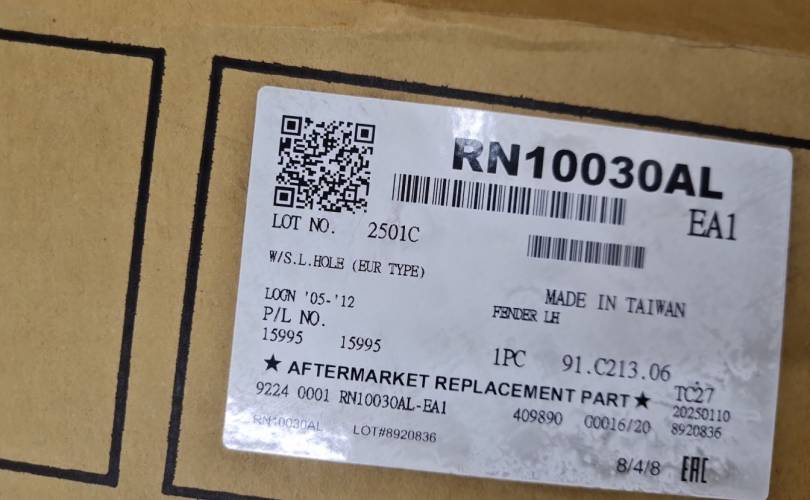 RN10030AL
EA1
LOT NO. 2501C
W/S.L.HOLE (EUR TYPE)
MADE IN TAIWAN
LOGN '05-'12
FENDER LH
P/L NO.
15995 15995
1PC 91.C213.06
★ AFTERMARKET REPLACEMENT PART ★
TC27
9224 0001 RN10030AL-EA1
409890 00016/20
20250110
8920836
RN10030AL LOT#8920836
8/4/8 EAC